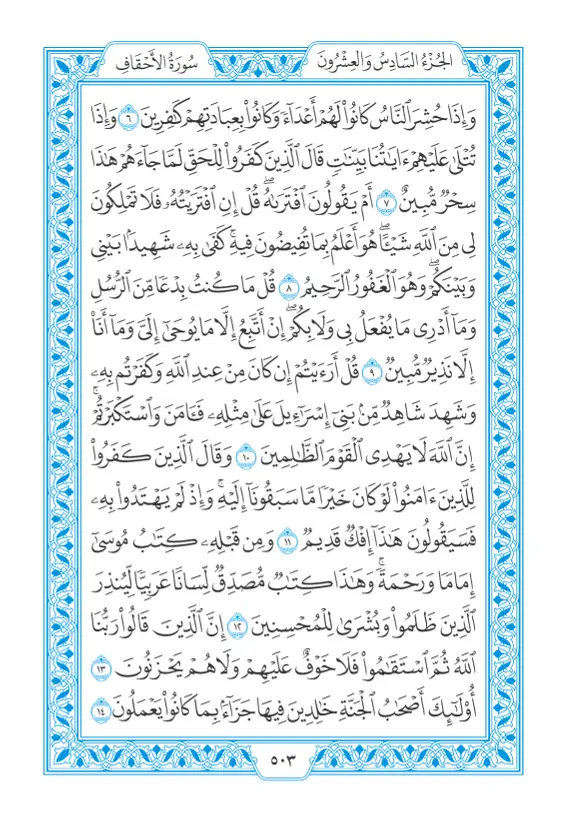 الجُزْءُ السَّادِسُ وَالعِشْرُونَ
سُورَةُ الأَحْقَافِ
وَإِذَا حُشِرَ ٱلنَّاسُ كَانُوا۟ لَهُمْ أَعْدَآءً وَكَانُوا۟ بِعِبَادَتِهِمْ كَٰفِرِينَ ٦ وَإِذَا
تُتْلَىٰ عَلَيْهِمْ ءَايَٰتُنَا بَيِّنَٰتٍ قَالَ ٱلَّذِينَ كَفَرُوا۟ لِلْحَقِّ لَمَّا جَآءَهُمْ هَٰذَا
سِحْرٌ مُّبِينٌ ٧ أَمْ يَقُولُونَ ٱفْتَرَىٰهُ ۖ قُلْ إِنِ ٱفْتَرَيْتُهُۥ فَلَا تَمْلِكُونَ
لِى مِنَ ٱللَّهِ شَيْـًٔا ۖ هُوَ أَعْلَمُ بِمَا تُفِيضُونَ فِيهِ ۖ كَفَىٰ بِهِۦ شَهِيدًۢا بَيْنِى
وَبَيْنَكُمْ ۖ وَهُوَ ٱلْغَفُورُ ٱلرَّحِيمُ ٨ قُلْ مَا كُنتُ بِدْعًا مِّنَ ٱلرُّسُلِ
وَمَآ أَدْرِى مَا يُفْعَلُ بِى وَلَا بِكُمْ ۖ إِنْ أَتَّبِعُ إِلَّا مَا يُوحَىٰٓ إِلَىَّ وَمَآ أَنَا۠
إِلَّا نَذِيرٌ مُّبِينٌ ٩ قُلْ أَرَءَيْتُمْ إِن كَانَ مِنْ عِندِ ٱللَّهِ وَكَفَرْتُم بِهِۦ
وَشَهِدَ شَاهِدٌ مِّنۢ بَنِىٓ إِسْرَٰٓءِيلَ عَلَىٰ مِثْلِهِۦ فَـَٔامَنَ وَٱسْتَكْبَرْتُمْ ۖ
إِنَّ ٱللَّهَ لَا يَهْدِى ٱلْقَوْمَ ٱلظَّٰلِمِينَ ١٠ وَقَالَ ٱلَّذِينَ كَفَرُوا۟
لِلَّذِينَ ءَامَنُوا۟ لَوْ كَانَ خَيْرًا مَّا سَبَقُونَآ إِلَيْهِ ۚ وَإِذْ لَمْ يَهْتَدُوا۟ بِهِۦ
فَسَيَقُولُونَ هَٰذَآ إِفْكٌ قَدِيمٌ ١١ وَمِن قَبْلِهِۦ كِتَٰبُ مُوسَىٰٓ
إِمَامًا وَرَحْمَةً ۚ وَهَٰذَا كِتَٰبٌ مُّصَدِّقٌ لِّسَانًا عَرَبِيًّا لِّيُنذِرَ
ٱلَّذِينَ ظَلَمُوا۟ وَبُشْرَىٰ لِلْمُحْسِنِينَ ١٢ إِنَّ ٱلَّذِينَ قَالُوا۟ رَبُّنَا
ٱللَّهُ ثُمَّ ٱسْتَقَٰمُوا۟ فَلَا خَوْفٌ عَلَيْهِمْ وَلَا هُمْ يَحْزَنُونَ ١٣
أُو۟لَٰٓئِكَ أَصْحَٰبُ ٱلْجَنَّةِ خَٰلِدِينَ فِيهَا جَزَآءًۢ بِمَا كَانُوا۟ يَعْمَلُونَ ١٤
٥٠٣